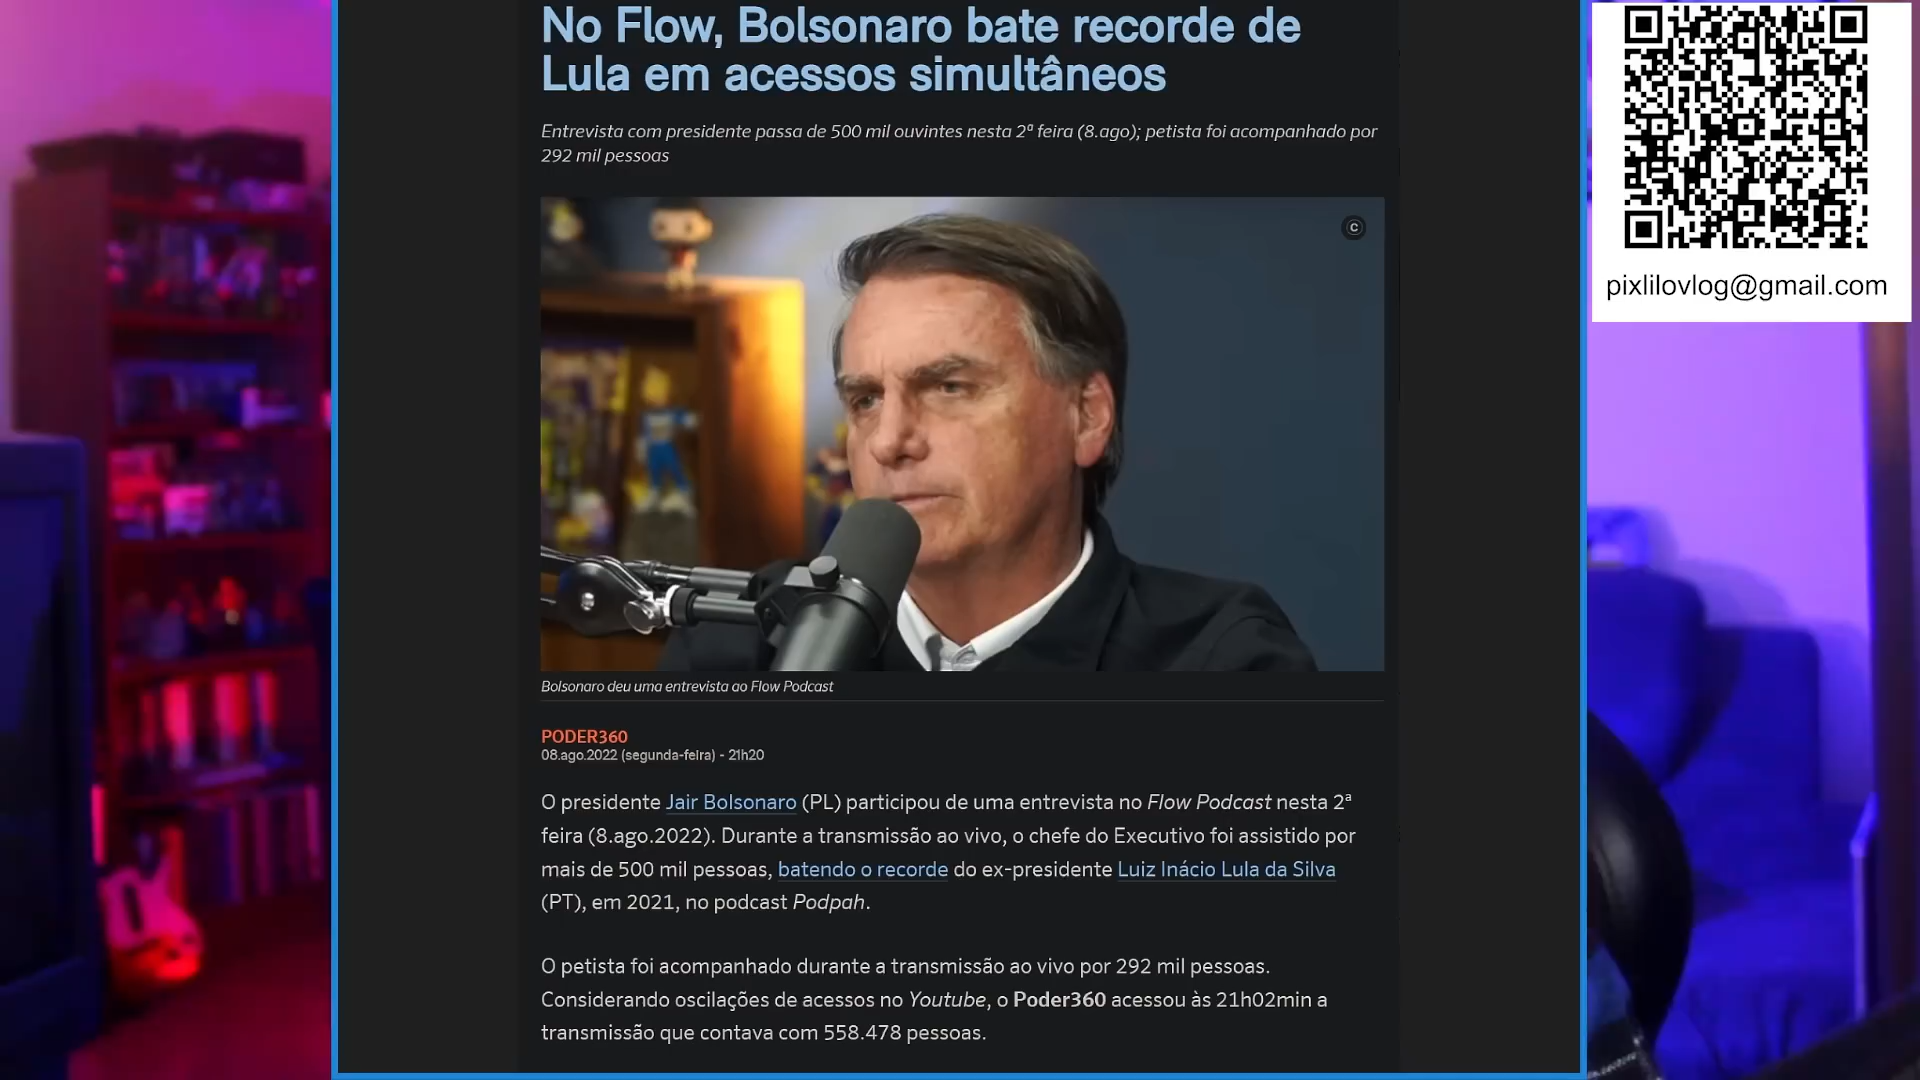 No Flow, Bolsonaro bate recorde de
Lula em acessos simultâneos
Entrevista com presidente passa de 500 mil ouvintes nesta 2ª feira (8.ago); petista foi acompanhado por
292 mil pessoas
©
Bolsonaro deu uma entrevista ao Flow Podcast
PODER360
08.ago.2022 (segunda-feira) - 21h20
O presidente Jair Bolsonaro (PL) participou de uma entrevista no Flow Podcast nesta 2ª
feira (8.ago.2022). Durante a transmissão ao vivo, o chefe do Executivo foi assistido por
mais de 500 mil pessoas, batendo o recorde do ex-presidente Luiz Inácio Lula da Silva
(PT), em 2021, no podcast Podpah.
O petista foi acompanhado durante a transmissão ao vivo por 292 mil pessoas.
Considerando oscilações de acessos no Youtube, o Poder360 acessou às 21h02min a
transmissão que contava com 558.478 pessoas.
pixlilovlog@gmail.com